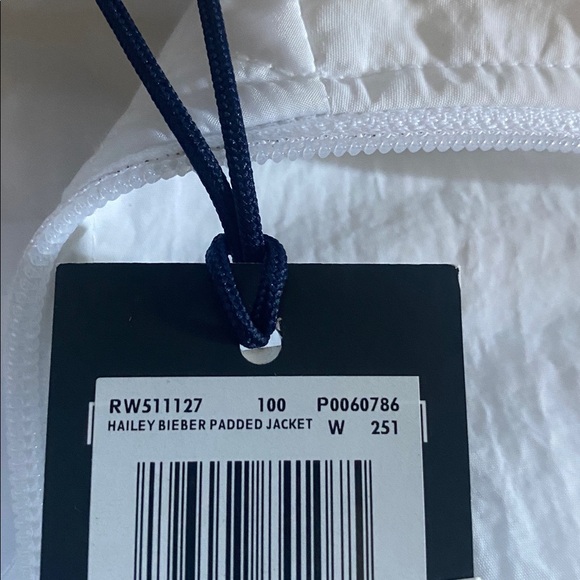 RW511127 100 P0060786
HAILEY BIEBER PADDED JACKET W 251